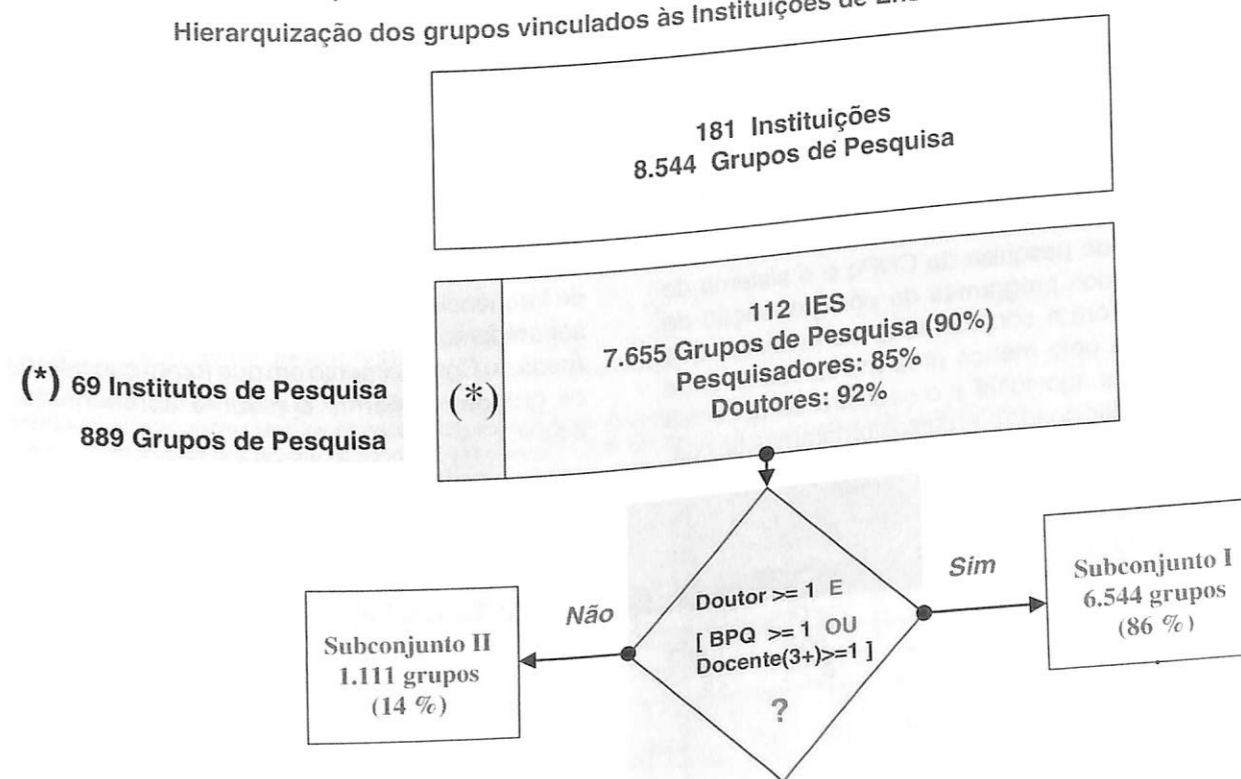 Hierarquização dos grupos vinculados às Instituições de
181 Instituições
8.544 Grupos de Pesquisa
112 IES
7.655 Grupos de Pesquisa (90%)
Pesquisadores: 85%
Doutores: 92%
(*)
(*) 69 Institutos de Pesquisa
889 Grupos de Pesquisa
Doutor >= 1 E
[ BPQ >= 1 OU
Docente(3+)>=1 ]
?
Não
Sim
Subconjunto II
1.111 grupos
(14 %)
Subconjunto I
6.544 grupos
(86 %)